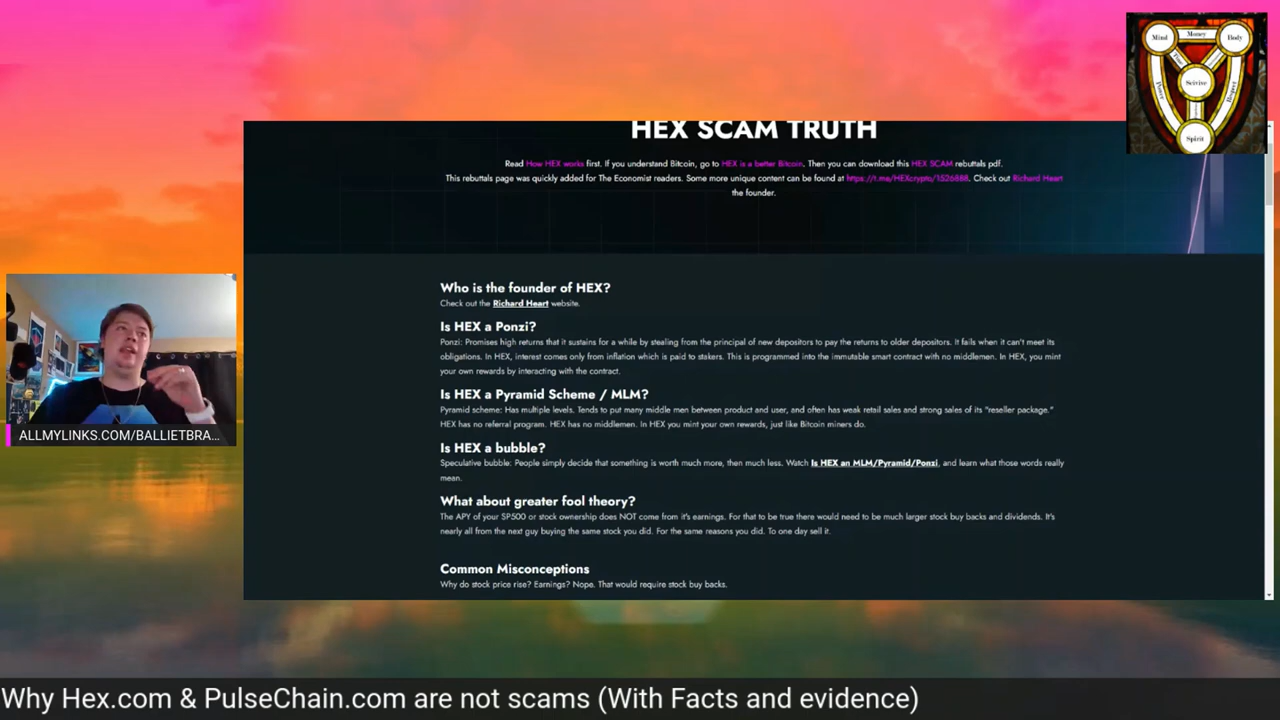 Mind
Money
Body
Power
Respect
Scivive
Spirit
HEX SCAM TRUTH
Read How HEX works first. If you understand Bitcoin, go to HEX is a better Bitcoin. Then you can download this HEX SCAM rebuttals pdf.
This rebuttals page was quickly added for The Economist readers. Some more unique content can be found at https://t.me/HEXcrypto/1526888. Check out Richard Heart
the founder.
Who is the founder of HEX?
Check out the Richard Heart website.
Is HEX a Ponzi?
Ponzi: Promises high returns that it sustains for a while by stealing from the principal of new depositors to pay the returns to older depositors. It fails when it can't meet its
obligations. In HEX, interest comes only from inflation which is paid to stakers. This is programmed into the immutable smart contract with no middlemen. In HEX, you mint
your own rewards by interacting with the contract.
Is HEX a Pyramid Scheme / MLM?
Pyramid scheme: Has multiple levels. Tends to put many middle men between product and user, and often has weak retail sales and strong sales of its "reseller package."
HEX has no referral program. HEX has no middlemen. In HEX you mint your own rewards, just like Bitcoin miners do.
Is HEX a bubble?
Speculative bubble: People simply decide that something is worth much more, then much less. Watch Is HEX an MLM/Pyramid/Ponzi, and learn what those words really
mean.
What about greater fool theory?
The APY of your SP500 or stock ownership does NOT come from it's earnings. For that to be true there would need to be much larger stock buy backs and dividends. It's
nearly all from the next guy buying the same stock you did. For the same reasons you did. To one day sell it.
Common Misconceptions
Why do stock price rise? Earnings? Nope. That would require stock buy backs.
ALLMYLINKS.COM/BALLIETBRA...
Why Hex.com & PulseChain.com are not scams (With Facts and evidence)